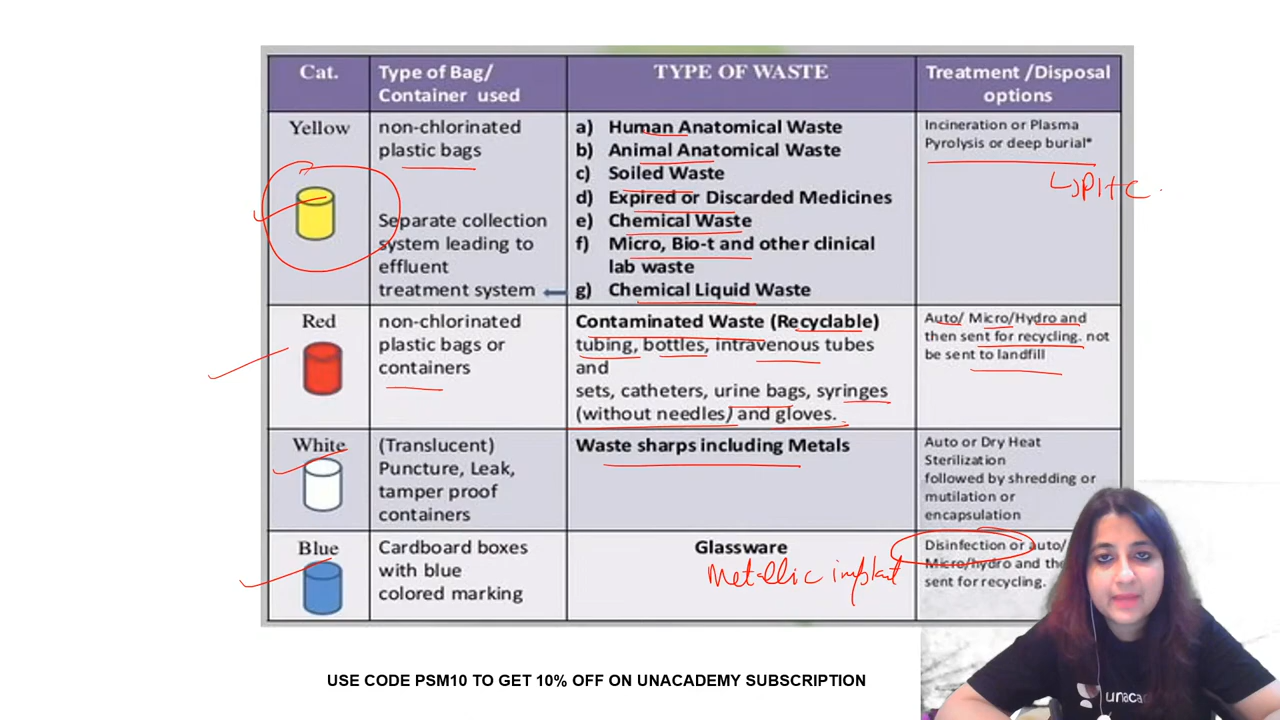 Cat.
Type of Bag/
Container used
TYPE OF WASTE
Treatment /Disposal
options
Yellow
non-chlorinated
plastic bags
Separate collection
system leading to
effluent
treatment system
a) Human Anatomical Waste
b) Animal Anatomical Waste
c) Soiled Waste
d) Expired or Discarded Medicines
e) Chemical Waste
f) Micro, Bio-t and other clinical
lab waste
g) Chemical Liquid Waste
Incineration or Plasma
Pyrolysis or deep burial*
Red
non-chlorinated
plastic bags or
containers
Contaminated Waste (Recyclable)
tubing, bottles, intravenous tubes
and
sets, catheters, urine bags, syringes
(without needles) and gloves.
Auto/ Micro/Hydro and
then sent for recycling. not
be sent to landfill
White
(Translucent)
Puncture, Leak,
tamper proof
containers
Waste sharps including Metals
Auto or Dry Heat
Sterilization
followed by shredding or
mutilation or
encapsulation
Blue
Cardboard boxes
with blue
colored marking
Glassware
Metallic implant
Disinfection or auto/
Micro/hydro and
sent for recycling.
USE CODE PSM10 TO GET 10% OFF ON UNACADEMY SUBSCRIPTION